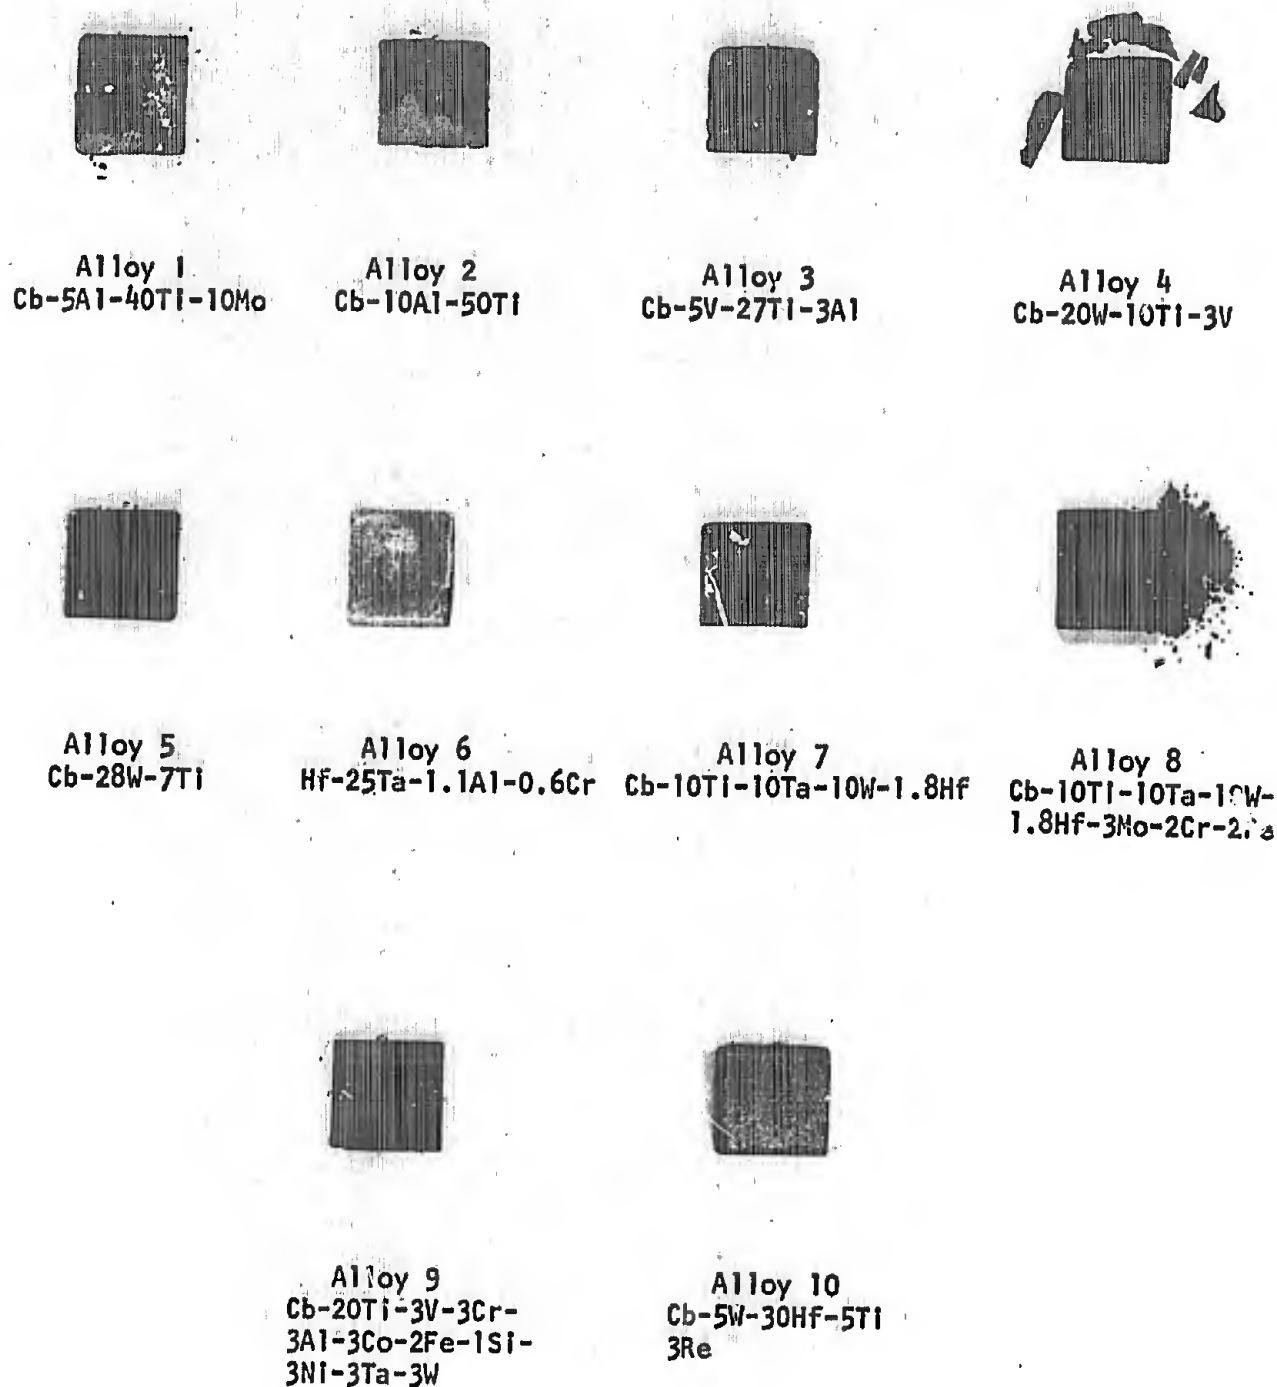 Alloy 1
Cb-5Al-40Ti-10Mo
Alloy 2
Cb-10Al-50Ti
Alloy 3
Cb-5V-27Ti-3Al
Alloy 4
Cb-20W-10Ti-3V
Alloy 5
Cb-28W-7Ti
Alloy 6
Hf-25Ta-1.1Al-0.6Cr
Alloy 7
Cb-10Ti-10Ta-10W-1.8Hf
Alloy 8
Cb-10Ti-10Ta-
1.8Hf-3Mo-2Cr-
Alloy 9
Cb-20Ti-3V-3Cr-
3Al-3Co-2Fe-1Si-
3Ni-3Ta-3W
Alloy 10
Cb-5W-30Hf-5Ti
3Re